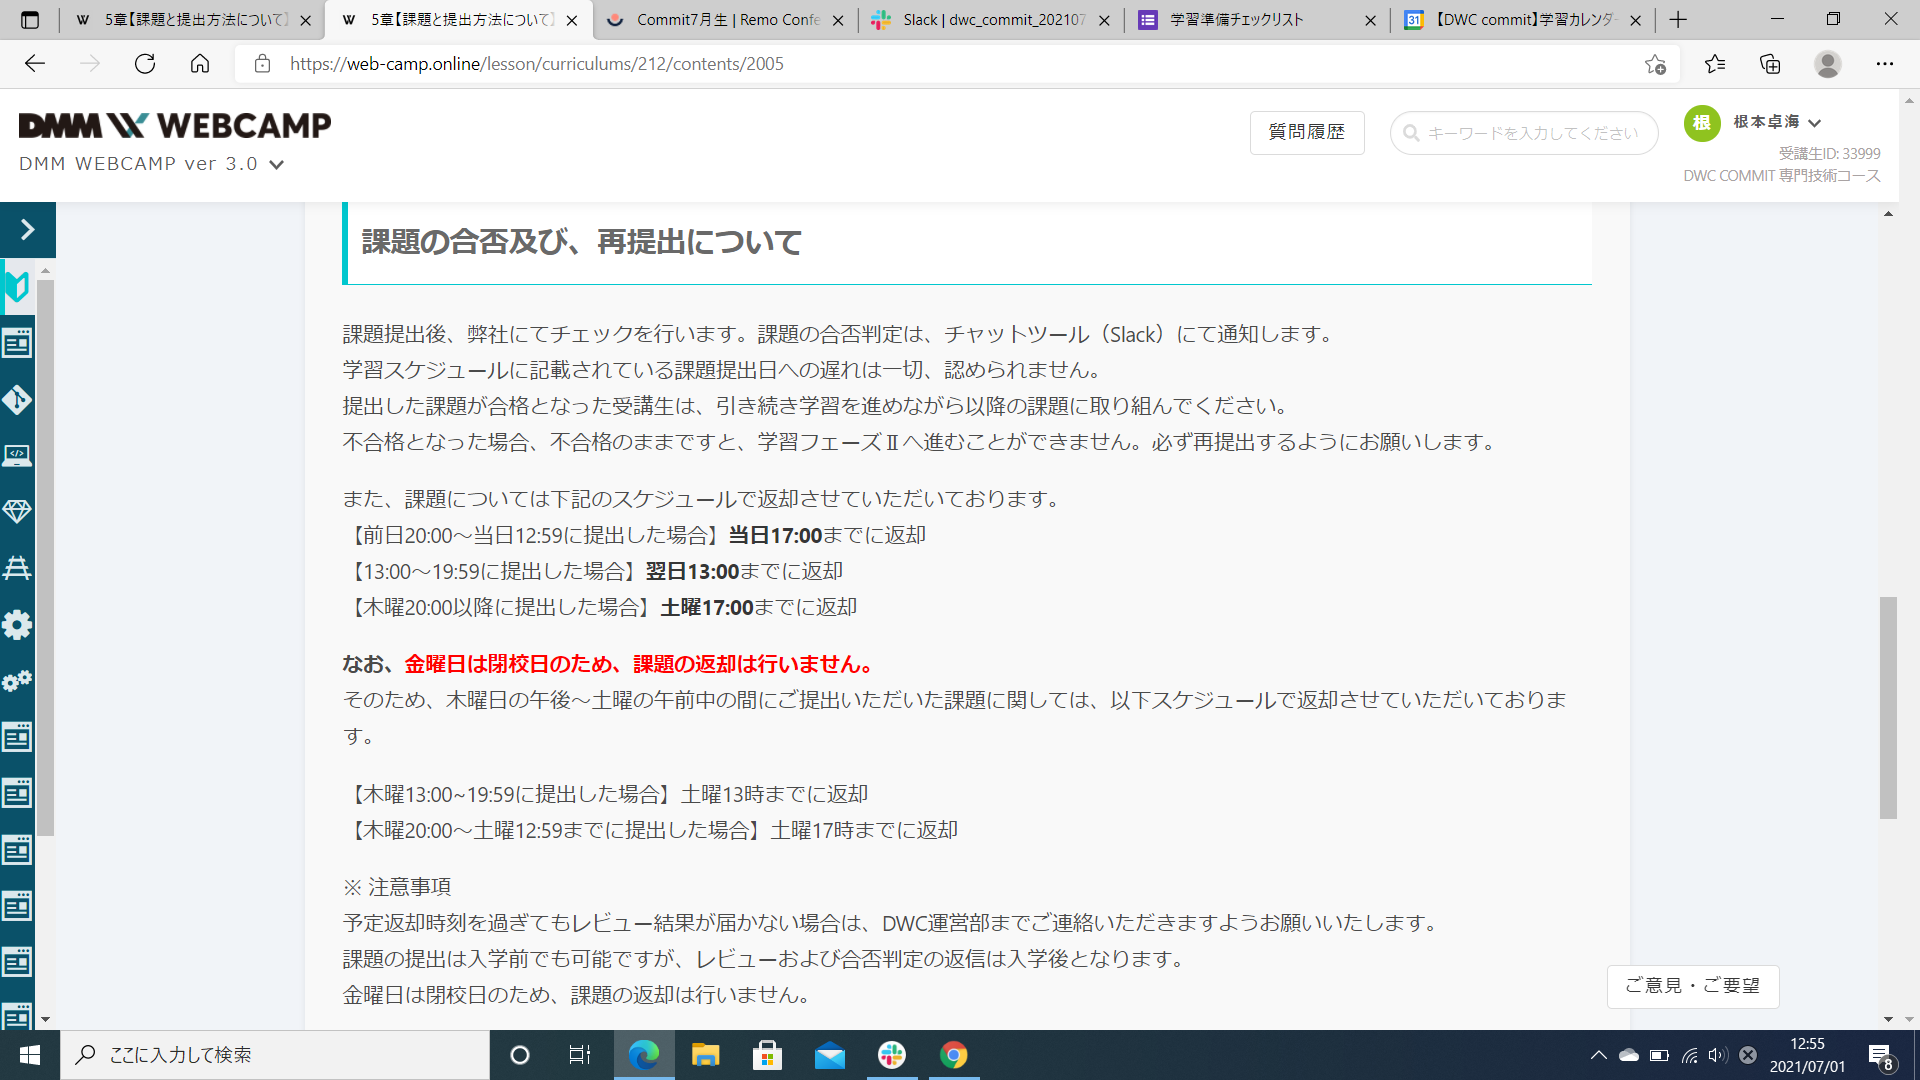 5章【課題と提出方法について】
5章【課題と提出方法について】
Commit7月生 | Remo Confe
Slack | dwc_commit_202107
学習準備チェックリスト
31
【DWC commit】学習カレンダー
https://web-camp.online/lesson/curriculums/212/contents/2005
DMM WEBCAMP
DMM WEBCAMP ver 3.0
質問履歴
キーワードを入力してください
根
根本卓海
受講生ID: 33999
DWC COMMIT 専門技術コース
課題の合否及び、再提出について
課題提出後、弊社にてチェックを行います。課題の合否判定は、チャットツール（Slack）にて通知します。
学習スケジュールに記載されている課題提出日への遅れは一切、認められません。
提出した課題が合格となった受講生は、引き続き学習を進めながら以降の課題に取り組んでください。
不合格となった場合、不合格のままですと、学習フェーズⅡへ進むことができません。必ず再提出するようにお願いします。
また、課題については下記のスケジュールで返却させていただいております。
【前日20:00〜当日12:59に提出した場合】当日17:00までに返却
【13:00〜19:59に提出した場合】翌日13:00までに返却
【木曜20:00以降に提出した場合】土曜17:00までに返却
なお、金曜日は閉校日のため、課題の返却は行いません。
そのため、木曜日の午後〜土曜の午前中の間にご提出いただいた課題に関しては、以下スケジュールで返却させていただいておりま
す。
【木曜13:00~19:59に提出した場合】土曜13時までに返却
【木曜20:00〜土曜12:59までに提出した場合】土曜17時までに返却
※ 注意事項
予定返却時刻を過ぎてもレビュー結果が届かない場合は、DWC運営部までご連絡いただきますようお願いいたします。
課題の提出は入学前でも可能ですが、レビューおよび合否判定の返信は入学後となります。
金曜日は閉校日のため、課題の返却は行いません。
ご意見・ご要望
ここに入力して検索
12:55
2021/07/01
8